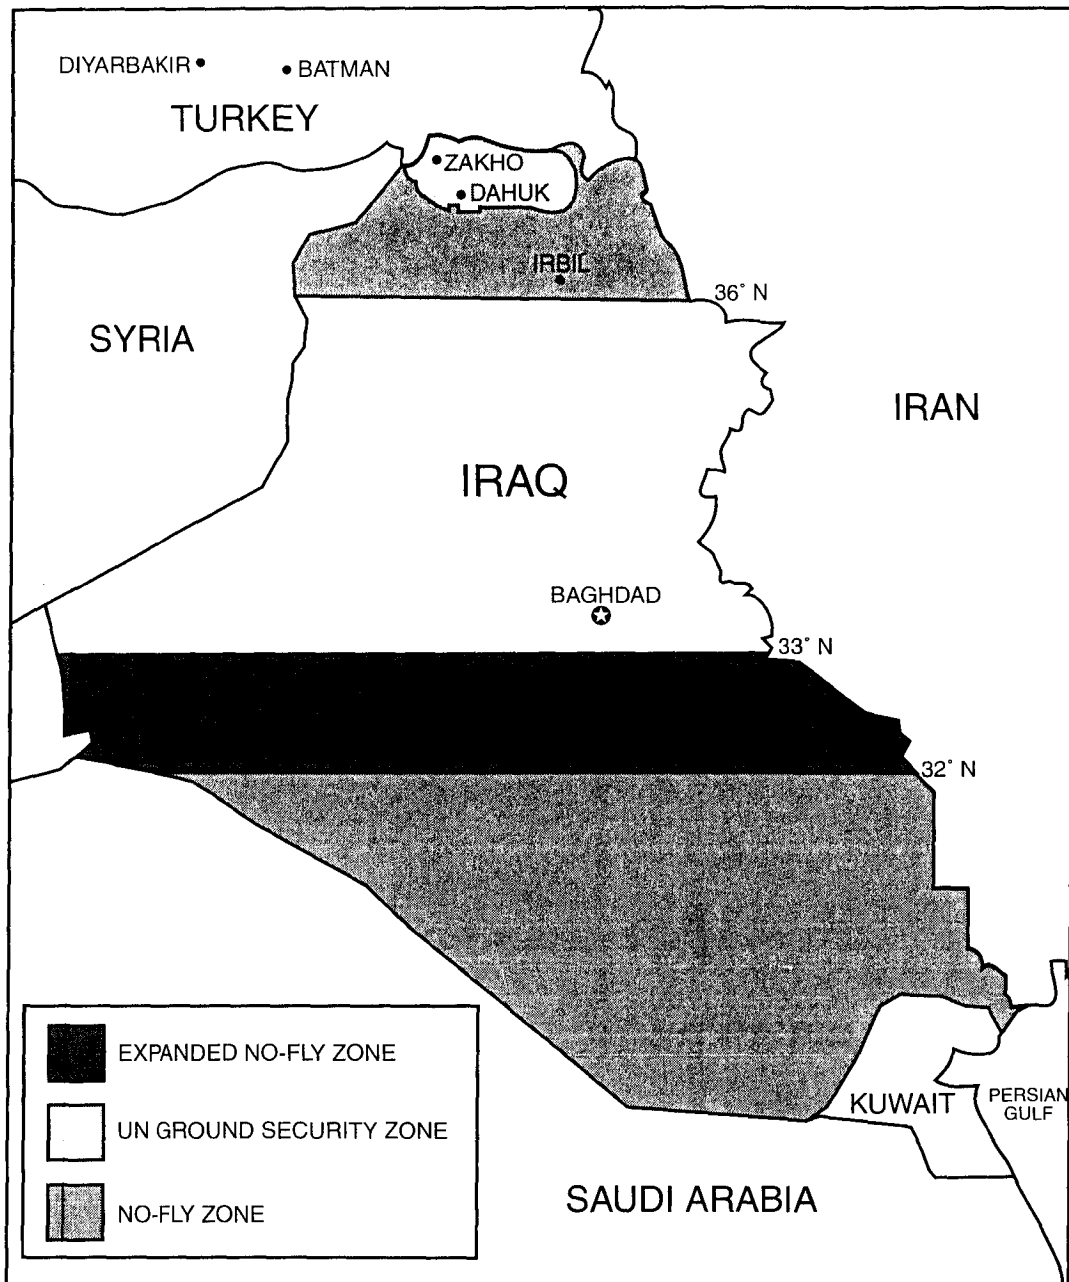 DIYARBAKIR
BATMAN
TURKEY
ZAKHO
DAHUK
IRBIL
36° N
SYRIA
IRAN
IRAQ
BAGHDAD
33° N
32° N
EXPANDED NO-FLY ZONE
UN GROUND SECURITY ZONE
NO-FLY ZONE
KUWAIT
PERSIAN
GULF
SAUDI ARABIA